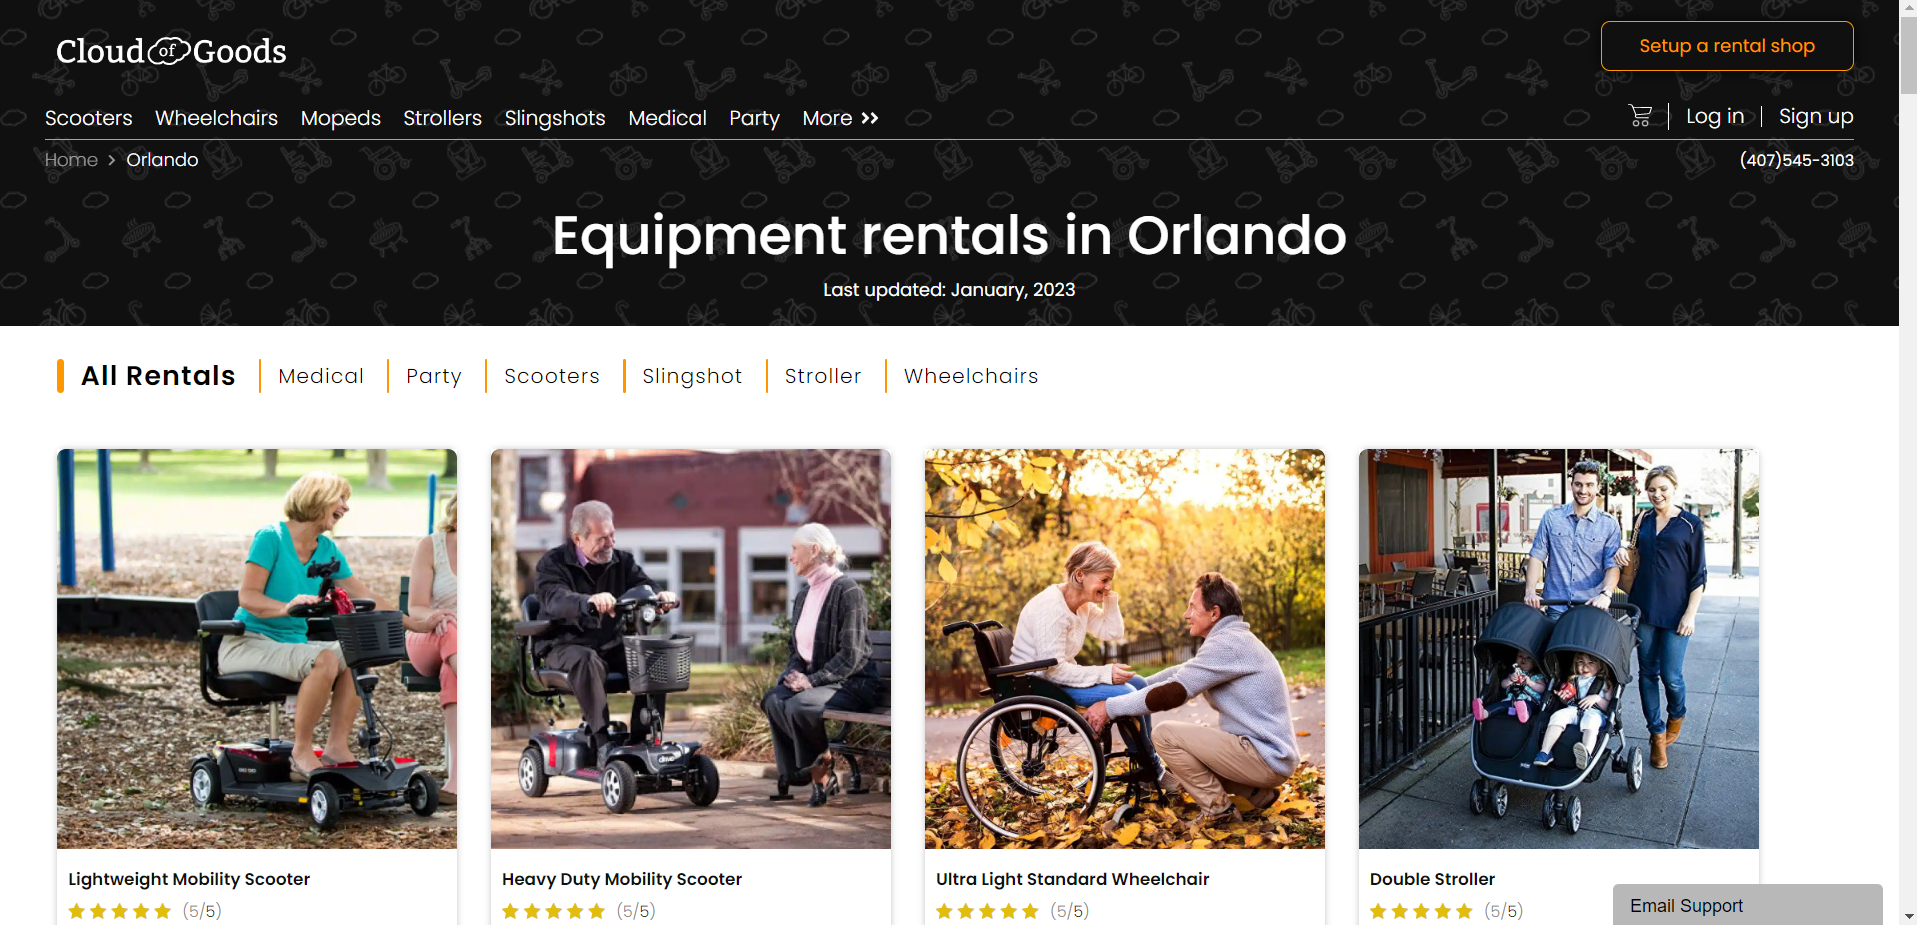 Cloud of Goods
Setup a rental shop
Scooters Wheelchairs Mopeds Strollers Slingshots Medical Party More
Log in | Sign up
Home > Orlando
(407)545-3103
Equipment rentals in Orlando
Last updated: January, 2023
All Rentals
Medical
Party
Scooters
Slingshot
Stroller
Wheelchairs
Lightweight Mobility Scooter
(5/5)
Heavy Duty Mobility Scooter
(5/5)
Ultra Light Standard Wheelchair
(5/5)
Double Stroller
(5/5)
Email Support